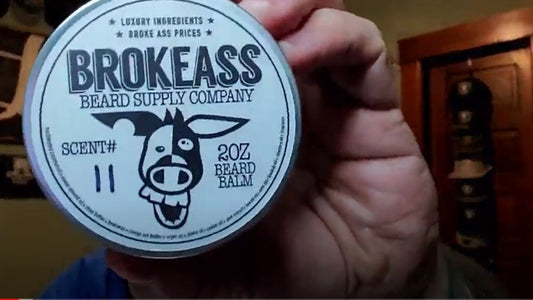 ★ LUXURY INGREDIENTS ★
★ BROKE ASS PRICES ★
BROKEASS
BEARD SUPPLY COMPANY
SCENT#
11
2OZ
BEARD
BALM